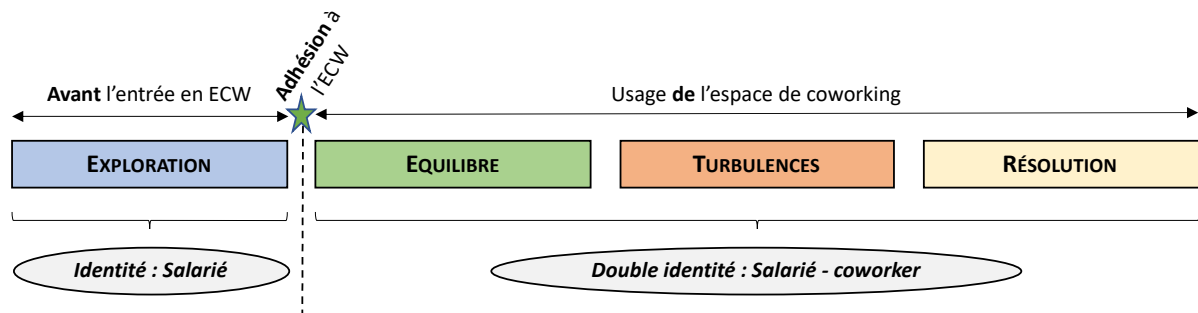 Avant l'entrée en ECW
Adhésion à
l'ECW
Usage de l'espace de coworking
EXPLORATION
EQUILIBRE
TURBULENCES
RÉSOLUTION
Identité : Salarié
Double identité : Salarié - coworker